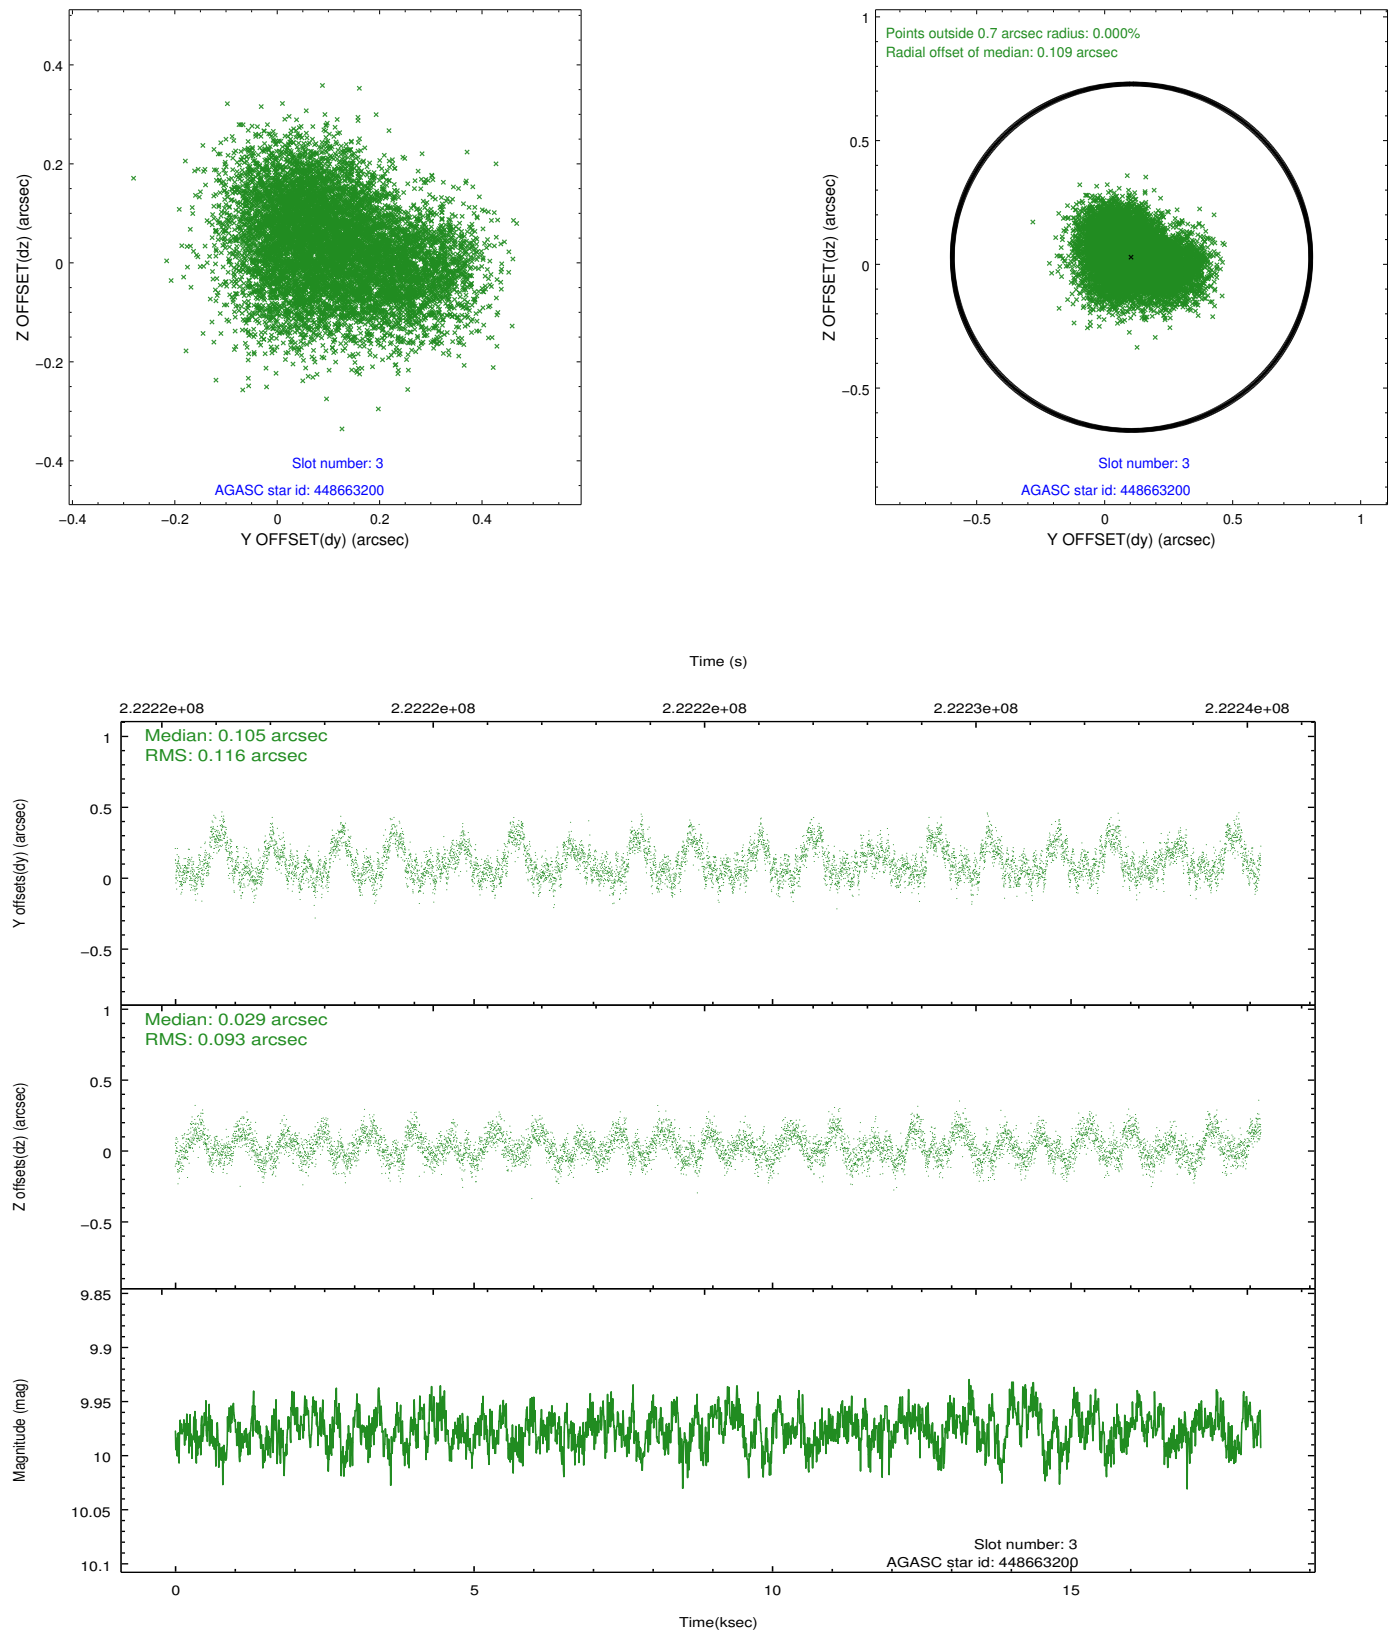 0.4
0.2
0
−0.2
−0.4
Z OFFSET(dz) (arcsec)
Slot number: 3
AGASC star id: 448663200
−0.4
−0.2
0
0.2
0.4
Y OFFSET(dy) (arcsec)
1
0.5
0
−0.5
Z OFFSET(dz) (arcsec)
Points outside 0.7 arcsec radius: 0.000%
Radial offset of median: 0.109 arcsec
Slot number: 3
AGASC star id: 448663200
−0.5
0
0.5
1
Y OFFSET(dy) (arcsec)
Time (s)
2.2222e+08
2.2222e+08
2.2222e+08
2.2223e+08
2.2224e+08
Median: 0.105 arcsec
RMS: 0.116 arcsec
1
0.5
0
−0.5
Y offsets(dy) (arcsec)
Median: 0.029 arcsec
RMS: 0.093 arcsec
1
0.5
0
−0.5
Z offsets(dz) (arcsec)
9.85
9.9
9.95
10
10.05
10.1
Magnitude (mag)
Slot number: 3
AGASC star id: 448663200
0
5
10
15
Time(ksec)